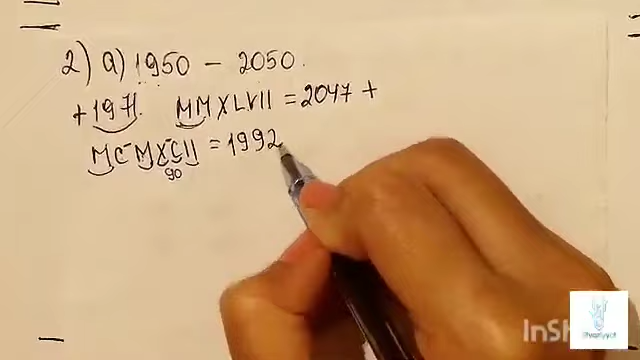 2) a) 1950 - 2050.
+ 1971. MMXLVII = 2047 +
MCMXCII = 1992
90
InSh